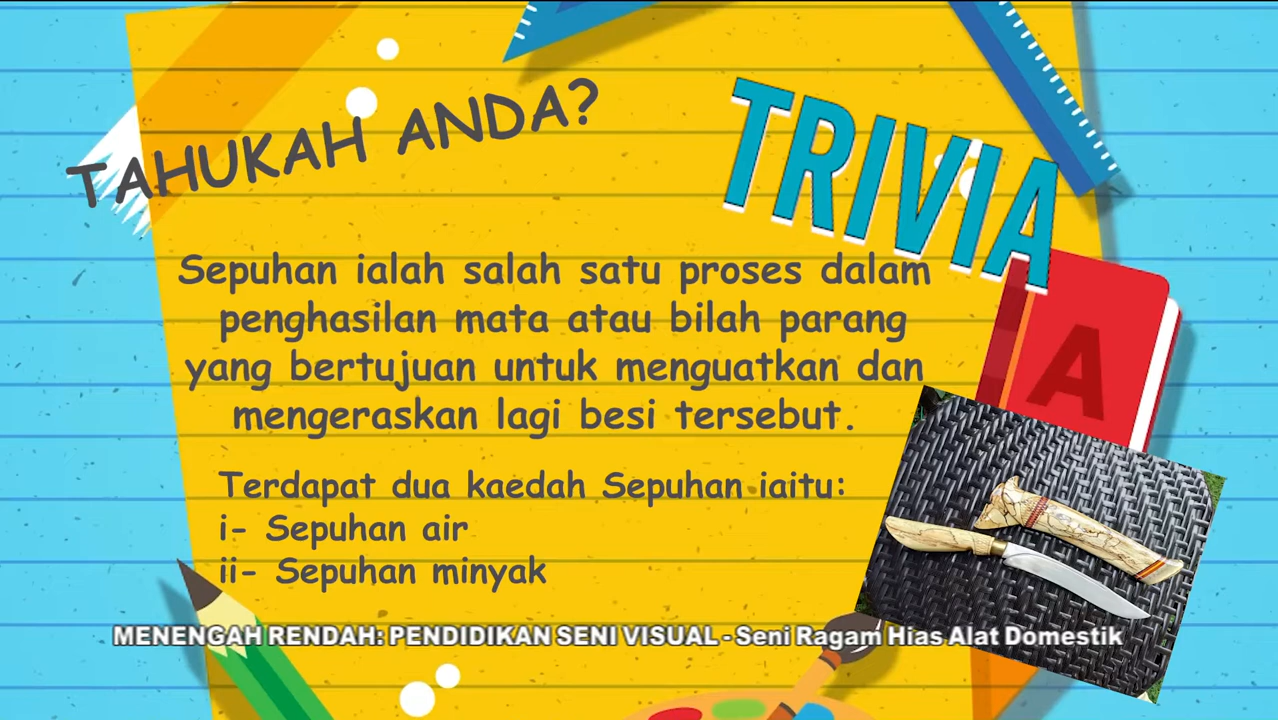 TAHUKAH ANDA?
TRIVIA
Sepuhan ialah salah satu proses dalam
penghasilan mata atau bilah parang
yang bertujuan untuk menguatkan dan
mengeraskan lagi besi tersebut.
Terdapat dua kaedah Sepuhan iaitu:
i- Sepuhan air
ii- Sepuhan minyak
A
MENENGAH RENDAH: PENDIDIKAN SENI VISUAL - Seni Ragam Hias Alat Domestik